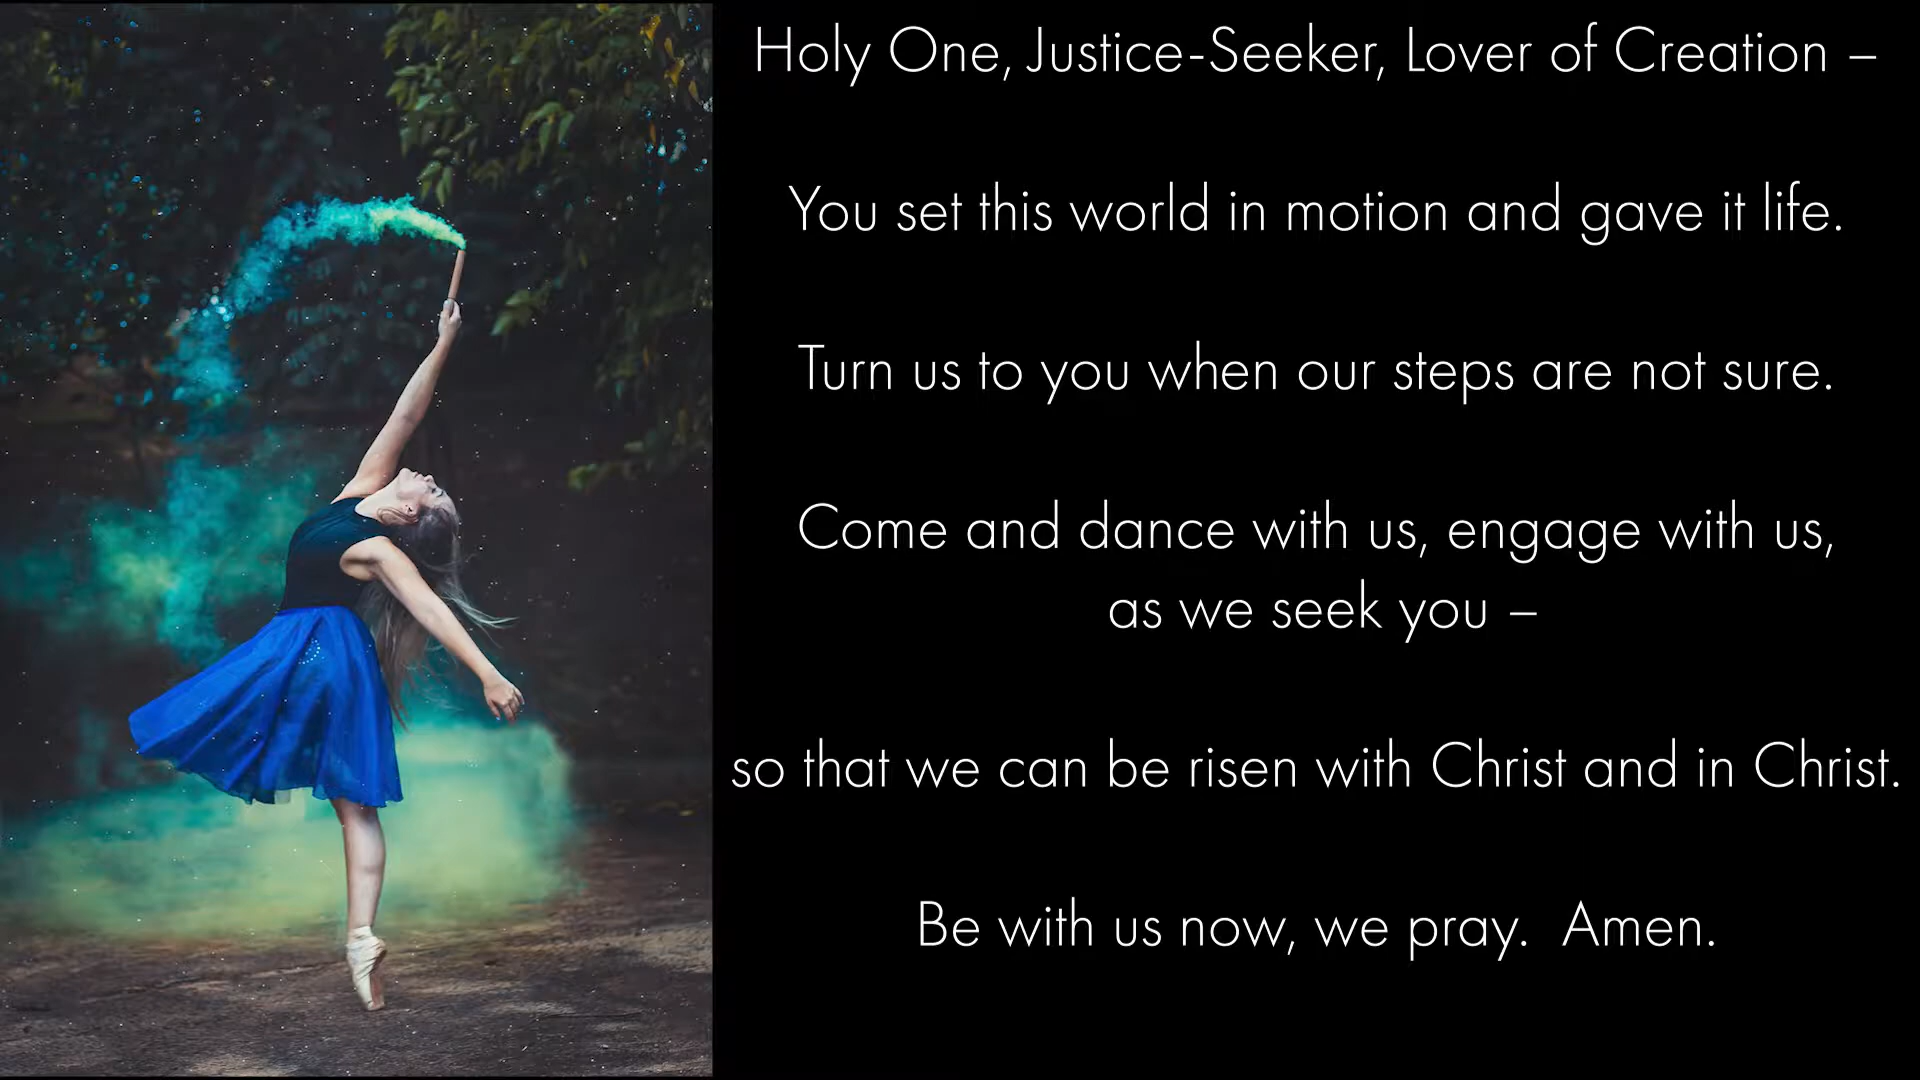 Holy One, Justice-Seeker, Lover of Creation –
You set this world in motion and gave it life.
Turn us to you when our steps are not sure.
Come and dance with us, engage with us,
as we seek you –
so that we can be risen with Christ and in Christ.
Be with us now, we pray.  Amen.